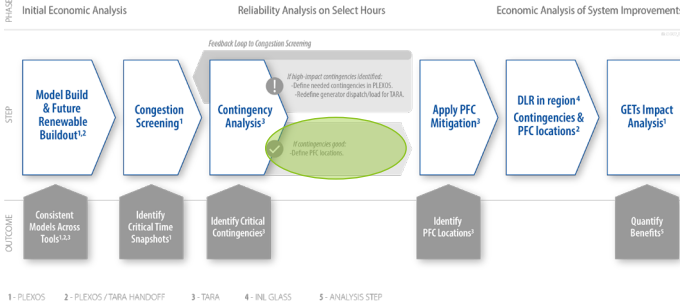 PHASE
Initial Economic Analysis
Reliability Analysis on Select Hours
Economic Analysis of System Improvements
Feedback Loop to Congestion Screening
STEP
Model Build
& Future
Renewable
Buildout1,2
Congestion
Screening1
Contingency
Analysis3
If high-impact contingencies identified:
-Define needed contingencies in PLEXOS.
-Redefine generator dispatch/load for TARA.
If contingencies good:
-Define PFC locations.
Apply PFC
Mitigation3
DLR in region4
Contingencies &
PFC locations2
GETs Impact
Analysis1
OUTCOME
Consistent
Models Across
Tools1,2,3
Identify
Critical Time
Snapshots1
Identify Critical
Contingencies3
Identify
PFC Locations3
Quantify
Benefits5
1 - PLEXOS 2 - PLEXOS / TARA HANDOFF 3 - TARA 4 - INL GLASS 5 - ANALYSIS STEP